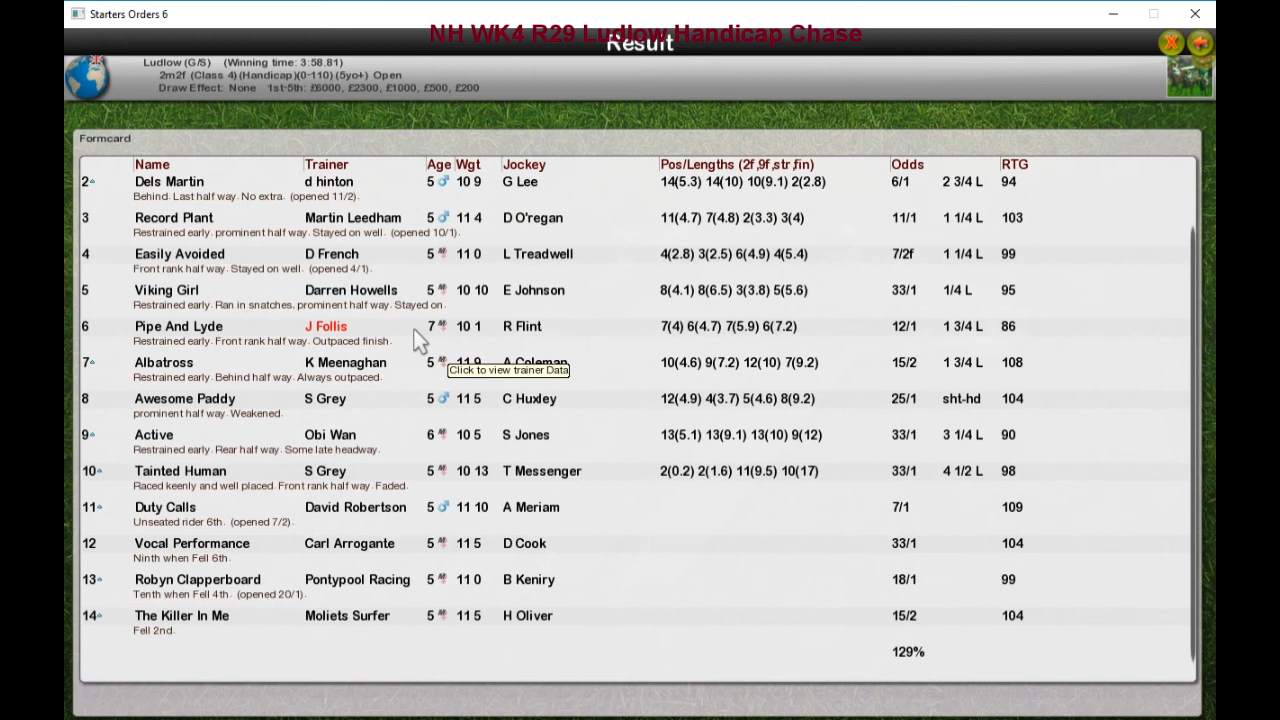 Starters Orders 6
NH WK4 R29 Ludlow Handicap Chase
Result
Ludlow (G/S) (Winning time: 3:58.81)
2m2f (Class 4) (Handicap)(0-110) (5yo+) Open
Draw Effect: None 1st-5th: £6000, £2300, £1000, £500, £200
Formcard
Name Trainer Age Wgt Jockey Pos/Lengths (2f,9f,str,fin) Odds RTG
2 Dels Martin d hinton 5 10 9 G Lee 14(5.3) 14(10) 10(9.1) 2(2.8) 6/1 2 3/4 L 94
Behind. Last half way. No extra. (opened 11/2).
3 Record Plant Martin Leedham 5 11 4 D O'regan 11(4.7) 7(4.8) 2(3.3) 3(4) 11/1 1 1/4 L 103
Restrained early. prominent half way. Stayed on well. (opened 10/1).
4 Easily Avoided D French 5 11 0 L Treadwell 4(2.8) 3(2.5) 6(4.9) 4(5.4) 7/2f 1 1/4 L 99
Front rank half way. Stayed on well. (opened 4/1).
5 Viking Girl Darren Howells 5 10 10 E Johnson 8(4.1) 8(6.5) 3(3.8) 5(5.6) 33/1 1/4 L 95
Restrained early. Ran in snatches, prominent half way. Stayed on.
6 Pipe And Lyde J Follis 7 10 1 R Flint 7(4) 6(4.7) 7(5.9) 6(7.2) 12/1 1 3/4 L 86
Restrained early. Front rank half way. Outpaced finish.
7 Albatross K Meenaghan 5 11 9 A Coleman 10(4.6) 9(7.2) 12(10) 7(9.2) 15/2 1 3/4 L 108
Click to view trainer Data
Restrained early. Behind half way. Always outpaced.
8 Awesome Paddy S Grey 5 11 5 C Huxley 12(4.9) 4(3.7) 5(4.6) 8(9.2) 25/1 sht-hd 104
prominent half way. Weakened.
9 Active Obi Wan 6 10 5 S Jones 13(5.1) 13(9.1) 13(10) 9(12) 33/1 3 1/4 L 90
Restrained early. Rear half way. Some late headway.
10 Tainted Human S Grey 5 10 13 T Messenger 2(0.2) 2(1.6) 11(9.5) 10(17) 33/1 4 1/2 L 98
Raced keenly and well placed. Front rank half way. Faded.
11 Duty Calls David Robertson 5 11 10 A Meriam 7/1 109
Unseated rider 6th. (opened 7/2).
12 Vocal Performance Carl Arrogante 5 11 5 D Cook 33/1 104
Ninth when Fell 6th.
13 Robyn Clapperboard Pontypool Racing 5 11 0 B Keniry 18/1 99
Tenth when Fell 4th. (opened 20/1).
14 The Killer In Me Moliets Surfer 5 11 5 H Oliver 15/2 104
Fell 2nd.
129%